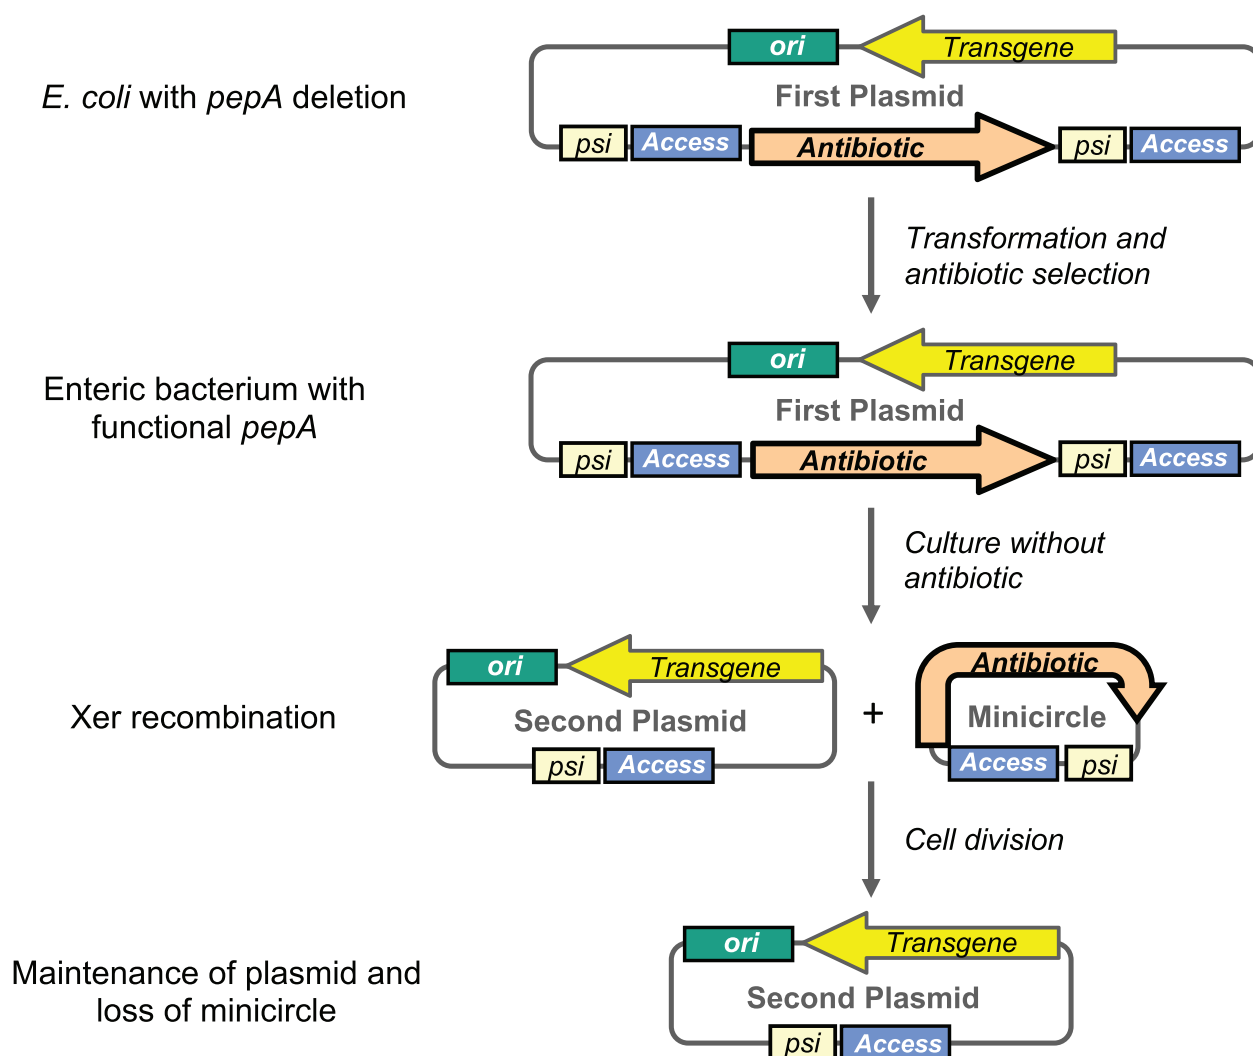 ori
Transgene
E. coli with pepA deletion
First Plasmid
psi
Access
Antibiotic
psi
Access
Transformation and
antibiotic selection
ori
Transgene
Enteric bacterium with
functional pepA
First Plasmid
psi
Access
Antibiotic
psi
Access
Culture without
antibiotic
ori
Transgene
Antibiotic
Xer recombination
Second Plasmid
+
Minicircle
psi
Access
Access
psi
Cell division
ori
Transgene
Maintenance of plasmid and
loss of minicircle
Second Plasmid
psi
Access